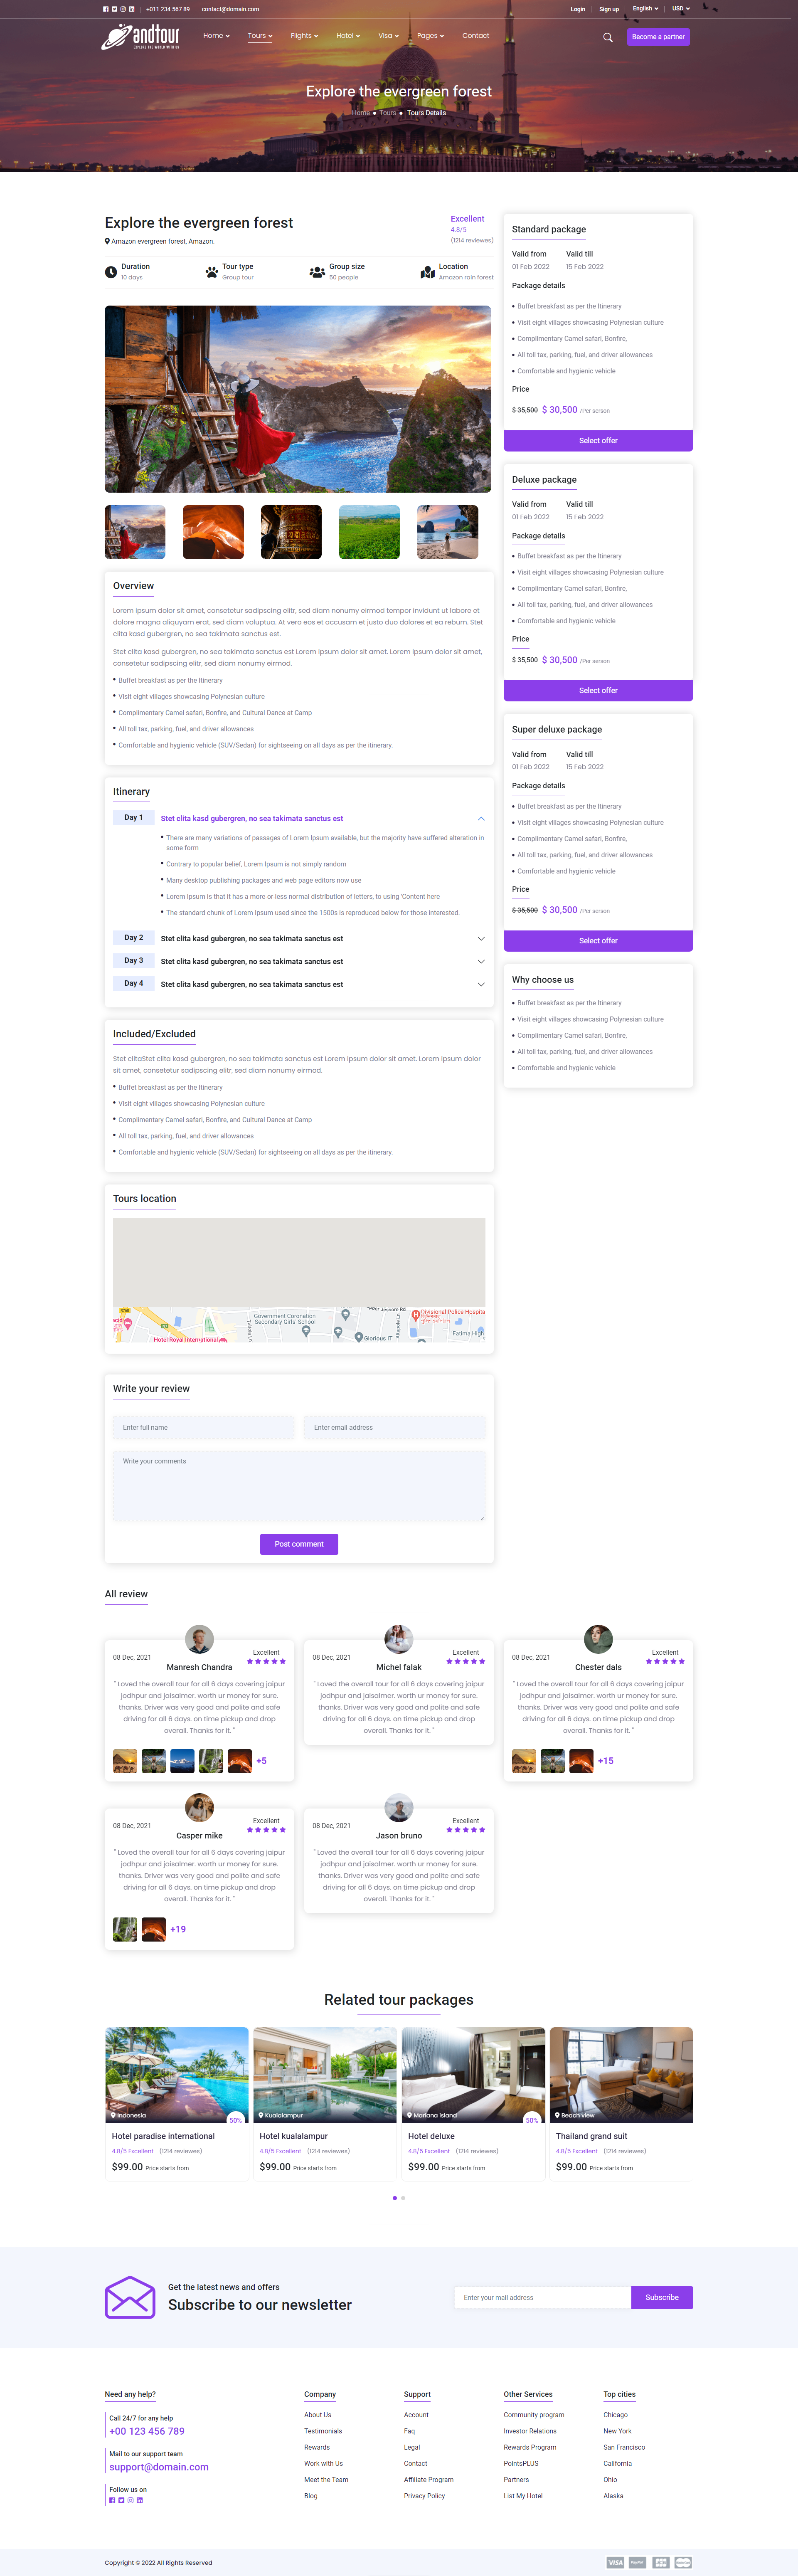 +011 234 567 89
contact@domain.com
Login
Sign up
English
USD
andtour
EXPLORE THE WORLD WITH US
Home
Tours
Flights
Hotel
Visa
Pages
Contact
Become a partner
Explore the evergreen forest
Home • Tours • Tours Details
Explore the evergreen forest
Amazon evergreen forest, Amazon.
Excellent
4.8/5
(1214 reviewes)
Duration
10 days
Tour type
Group tour
Group size
50 people
Location
Amazon rain forest
Overview
Lorem ipsum dolor sit amet, consetetur sadipscing elitr, sed diam nonumy eirmod tempor invidunt ut labore et
dolore magna aliquyam erat, sed diam voluptua. At vero eos et accusam et justo duo dolores et ea rebum. Stet
clita kasd gubergren, no sea takimata sanctus est.
Stet clita kasd gubergren, no sea takimata sanctus est Lorem ipsum dolor sit amet. Lorem ipsum dolor sit amet,
consetetur sadipscing elitr, sed diam nonumy eirmod.
• Buffet breakfast as per the Itinerary
• Visit eight villages showcasing Polynesian culture
• Complimentary Camel safari, Bonfire, and Cultural Dance at Camp
• All toll tax, parking, fuel, and driver allowances
• Comfortable and hygienic vehicle (SUV/Sedan) for sightseeing on all days as per the itinerary.
Itinerary
Day 1
Stet clita kasd gubergren, no sea takimata sanctus est
• There are many variations of passages of Lorem Ipsum available, but the majority have suffered alteration in
some form
• Contrary to popular belief, Lorem Ipsum is not simply random
• Many desktop publishing packages and web page editors now use
• Lorem Ipsum is that it has a more-or-less normal distribution of letters, to using 'Content here
• The standard chunk of Lorem Ipsum used since the 1500s is reproduced below for those interested.
Day 2
Stet clita kasd gubergren, no sea takimata sanctus est
Day 3
Stet clita kasd gubergren, no sea takimata sanctus est
Day 4
Stet clita kasd gubergren, no sea takimata sanctus est
Included/Excluded
Stet clitaStet clita kasd gubergren, no sea takimata sanctus est Lorem ipsum dolor sit amet. Lorem ipsum dolor
sit amet, consetetur sadipscing elitr, sed diam nonumy eirmod.
• Buffet breakfast as per the Itinerary
• Visit eight villages showcasing Polynesian culture
• Complimentary Camel safari, Bonfire, and Cultural Dance at Camp
• All toll tax, parking, fuel, and driver allowances
• Comfortable and hygienic vehicle (SUV/Sedan) for sightseeing on all days as per the itinerary.
Tours location
Government Coronation
Secondary Girls' School
Divisional Police Hospita
Hotel Royal International
Glorious IT
Fatima High
Write your review
Enter full name
Enter email address
Write your comments
Post comment
Standard package
Valid from
Valid till
01 Feb 2022
15 Feb 2022
Package details
• Buffet breakfast as per the Itinerary
• Visit eight villages showcasing Polynesian culture
• Complimentary Camel safari, Bonfire,
• All toll tax, parking, fuel, and driver allowances
• Comfortable and hygienic vehicle
Price
$ 35,500 $ 30,500 /Per serson
Select offer
Deluxe package
Valid from
Valid till
01 Feb 2022
15 Feb 2022
Package details
• Buffet breakfast as per the Itinerary
• Visit eight villages showcasing Polynesian culture
• Complimentary Camel safari, Bonfire,
• All toll tax, parking, fuel, and driver allowances
• Comfortable and hygienic vehicle
Price
$ 35,500 $ 30,500 /Per serson
Select offer
Super deluxe package
Valid from
Valid till
01 Feb 2022
15 Feb 2022
Package details
• Buffet breakfast as per the Itinerary
• Visit eight villages showcasing Polynesian culture
• Complimentary Camel safari, Bonfire,
• All toll tax, parking, fuel, and driver allowances
• Comfortable and hygienic vehicle
Price
$ 35,500 $ 30,500 /Per serson
Select offer
Why choose us
• Buffet breakfast as per the Itinerary
• Visit eight villages showcasing Polynesian culture
• Complimentary Camel safari, Bonfire,
• All toll tax, parking, fuel, and driver allowances
• Comfortable and hygienic vehicle
All review
08 Dec, 2021
Excellent
Manresh Chandra
" Loved the overall tour for all 6 days covering jaipur
jodhpur and jaisalmer. worth ur money for sure.
thanks. Driver was very good and polite and safe
driving for all 6 days. on time pickup and drop
overall. Thanks for it. "
+5
08 Dec, 2021
Excellent
Michel falak
" Loved the overall tour for all 6 days covering jaipur
jodhpur and jaisalmer. worth ur money for sure.
thanks. Driver was very good and polite and safe
driving for all 6 days. on time pickup and drop
overall. Thanks for it. "
08 Dec, 2021
Excellent
Chester dals
" Loved the overall tour for all 6 days covering jaipur
jodhpur and jaisalmer. worth ur money for sure.
thanks. Driver was very good and polite and safe
driving for all 6 days. on time pickup and drop
overall. Thanks for it. "
+15
08 Dec, 2021
Excellent
Casper mike
" Loved the overall tour for all 6 days covering jaipur
jodhpur and jaisalmer. worth ur money for sure.
thanks. Driver was very good and polite and safe
driving for all 6 days. on time pickup and drop
overall. Thanks for it. "
+19
08 Dec, 2021
Excellent
Jason bruno
" Loved the overall tour for all 6 days covering jaipur
jodhpur and jaisalmer. worth ur money for sure.
thanks. Driver was very good and polite and safe
driving for all 6 days. on time pickup and drop
overall. Thanks for it. "
Related tour packages
Indonesia
50%
Hotel paradise international
4.8/5 Excellent (1214 reviewes)
$99.00 Price starts from
Kualalampur
Hotel kualalampur
4.8/5 Excellent (1214 reviewes)
$99.00 Price starts from
Mariana island
50%
Hotel deluxe
4.8/5 Excellent (1214 reviewes)
$99.00 Price starts from
Beach view
Thailand grand suit
4.8/5 Excellent (1214 reviewes)
$99.00 Price starts from
Get the latest news and offers
Subscribe to our newsletter
Enter your mail address
Subscribe
Need any help?
Call 24/7 for any help
+00 123 456 789
Mail to our support team
support@domain.com
Follow us on
Company
About Us
Testimonials
Rewards
Work with Us
Meet the Team
Blog
Support
Account
Faq
Legal
Contact
Affiliate Program
Privacy Policy
Other Services
Community program
Investor Relations
Rewards Program
PointsPLUS
Partners
List My Hotel
Top cities
Chicago
New York
San Francisco
California
Ohio
Alaska
Copyright © 2022 All Rights Reserved
VISA
PayPal